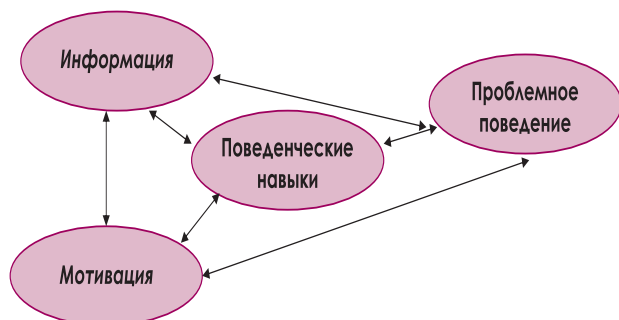 Информация
Проблемное
поведение
Поведенческие
навыки
Мотивация